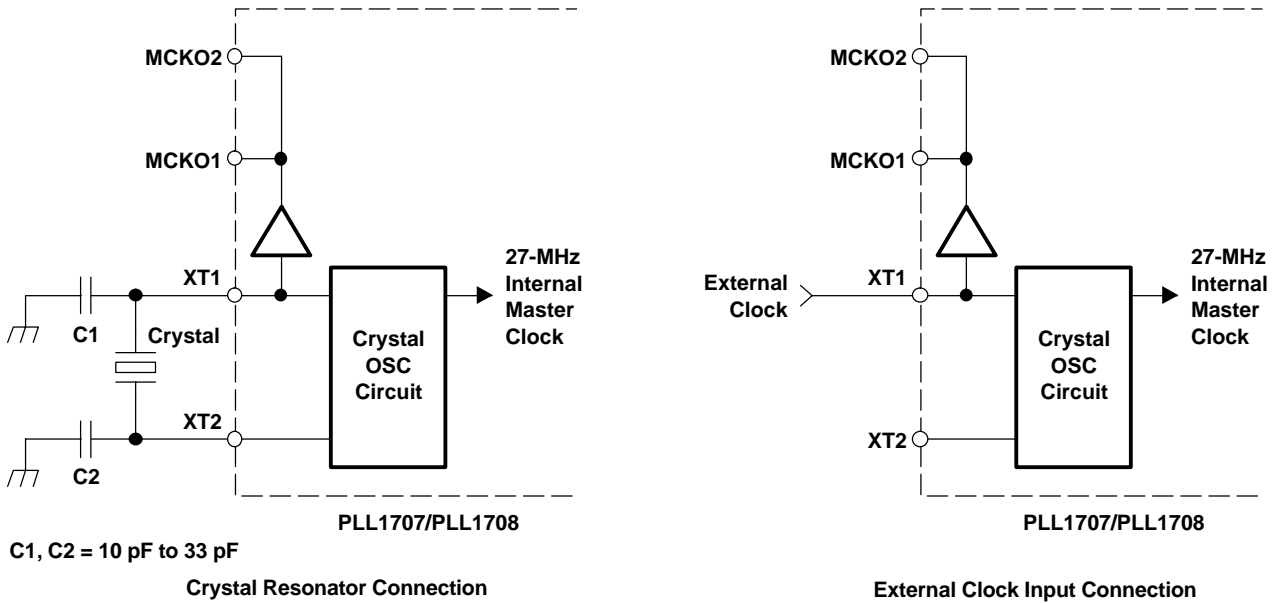 MCKO2
MCKO1
XT1
C1
Crystal
XT2
C2
Crystal
OSC
Circuit
27-MHz
Internal
Master
Clock
PLL1707/PLL1708
C1, C2 = 10 pF to 33 pF
Crystal Resonator Connection
MCKO2
MCKO1
External
Clock
XT1
XT2
Crystal
OSC
Circuit
27-MHz
Internal
Master
Clock
PLL1707/PLL1708
External Clock Input Connection